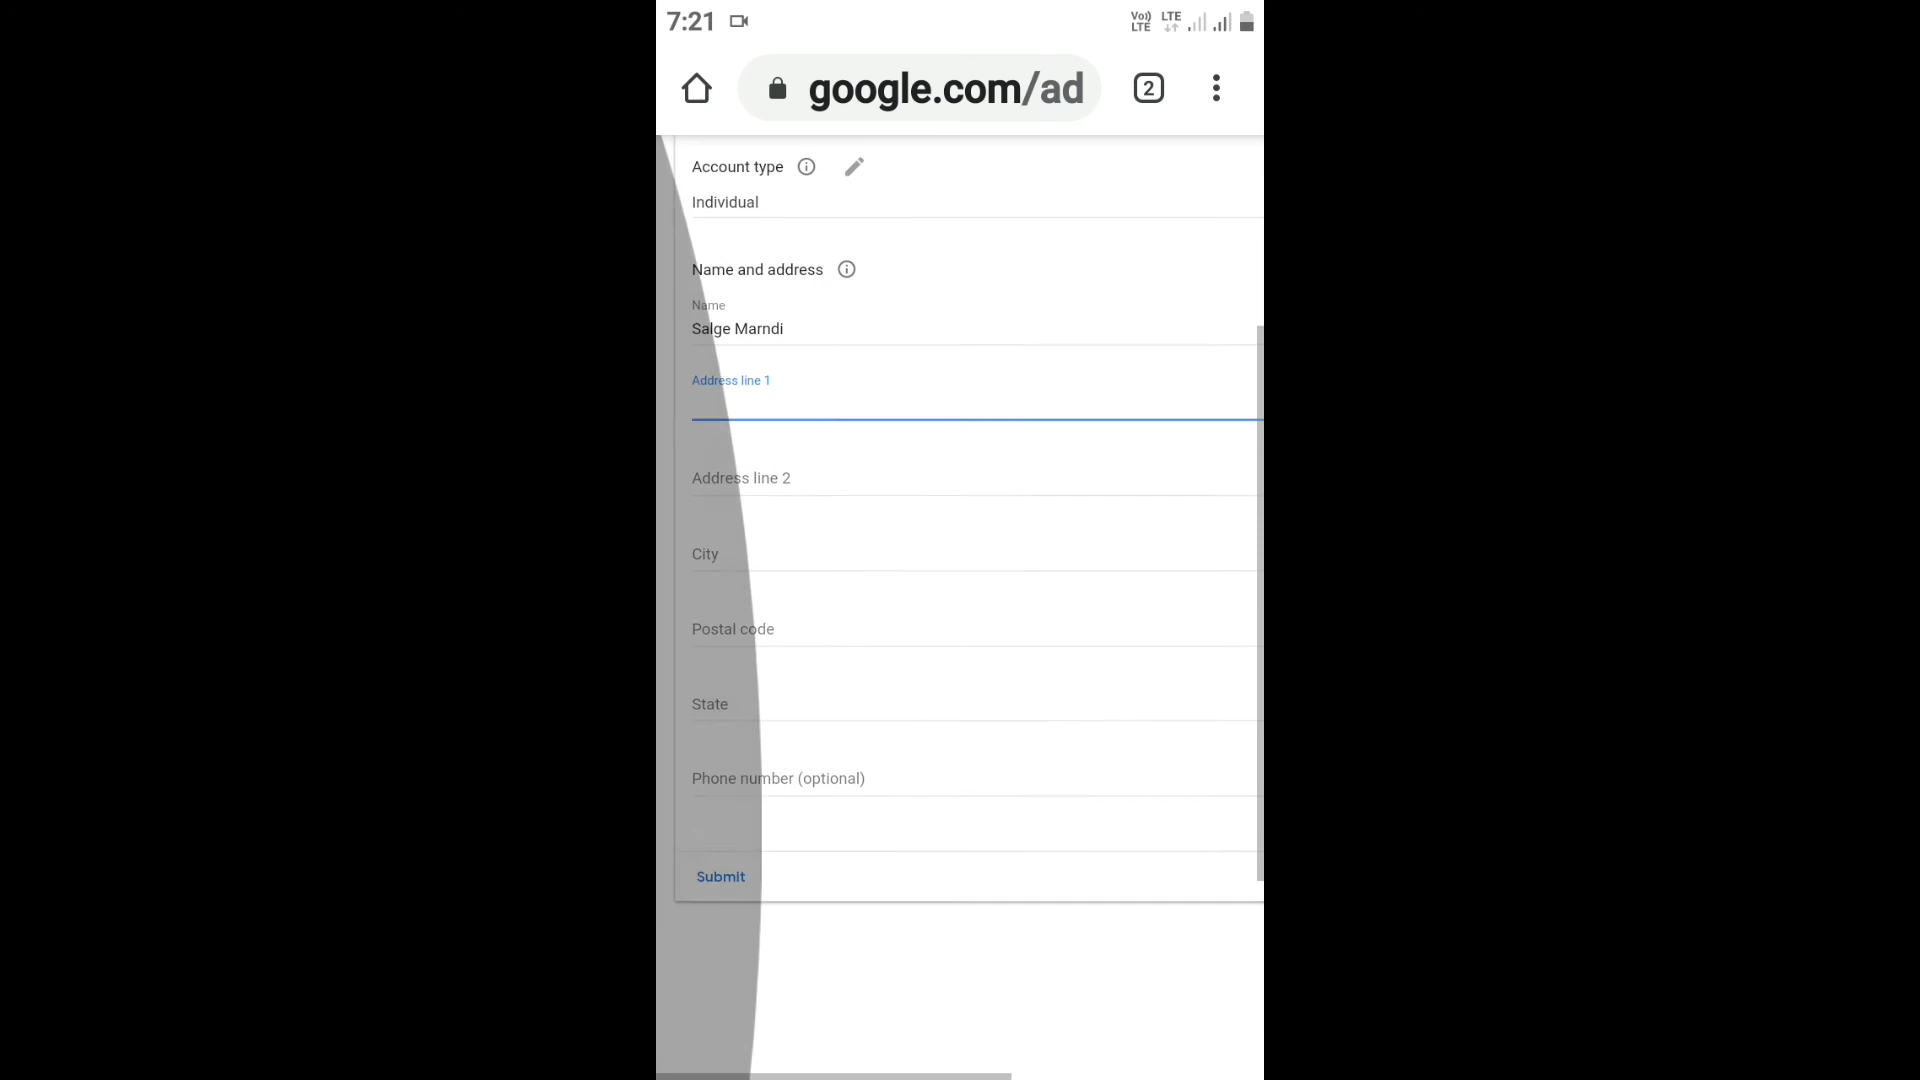 7:21
Vo)) LTE LTE
google.com/ad
2
Account type
Individual
Name and address
Name
Salge Marndi
Address line 1
Address line 2
City
Postal code
State
Phone number (optional)
Submit